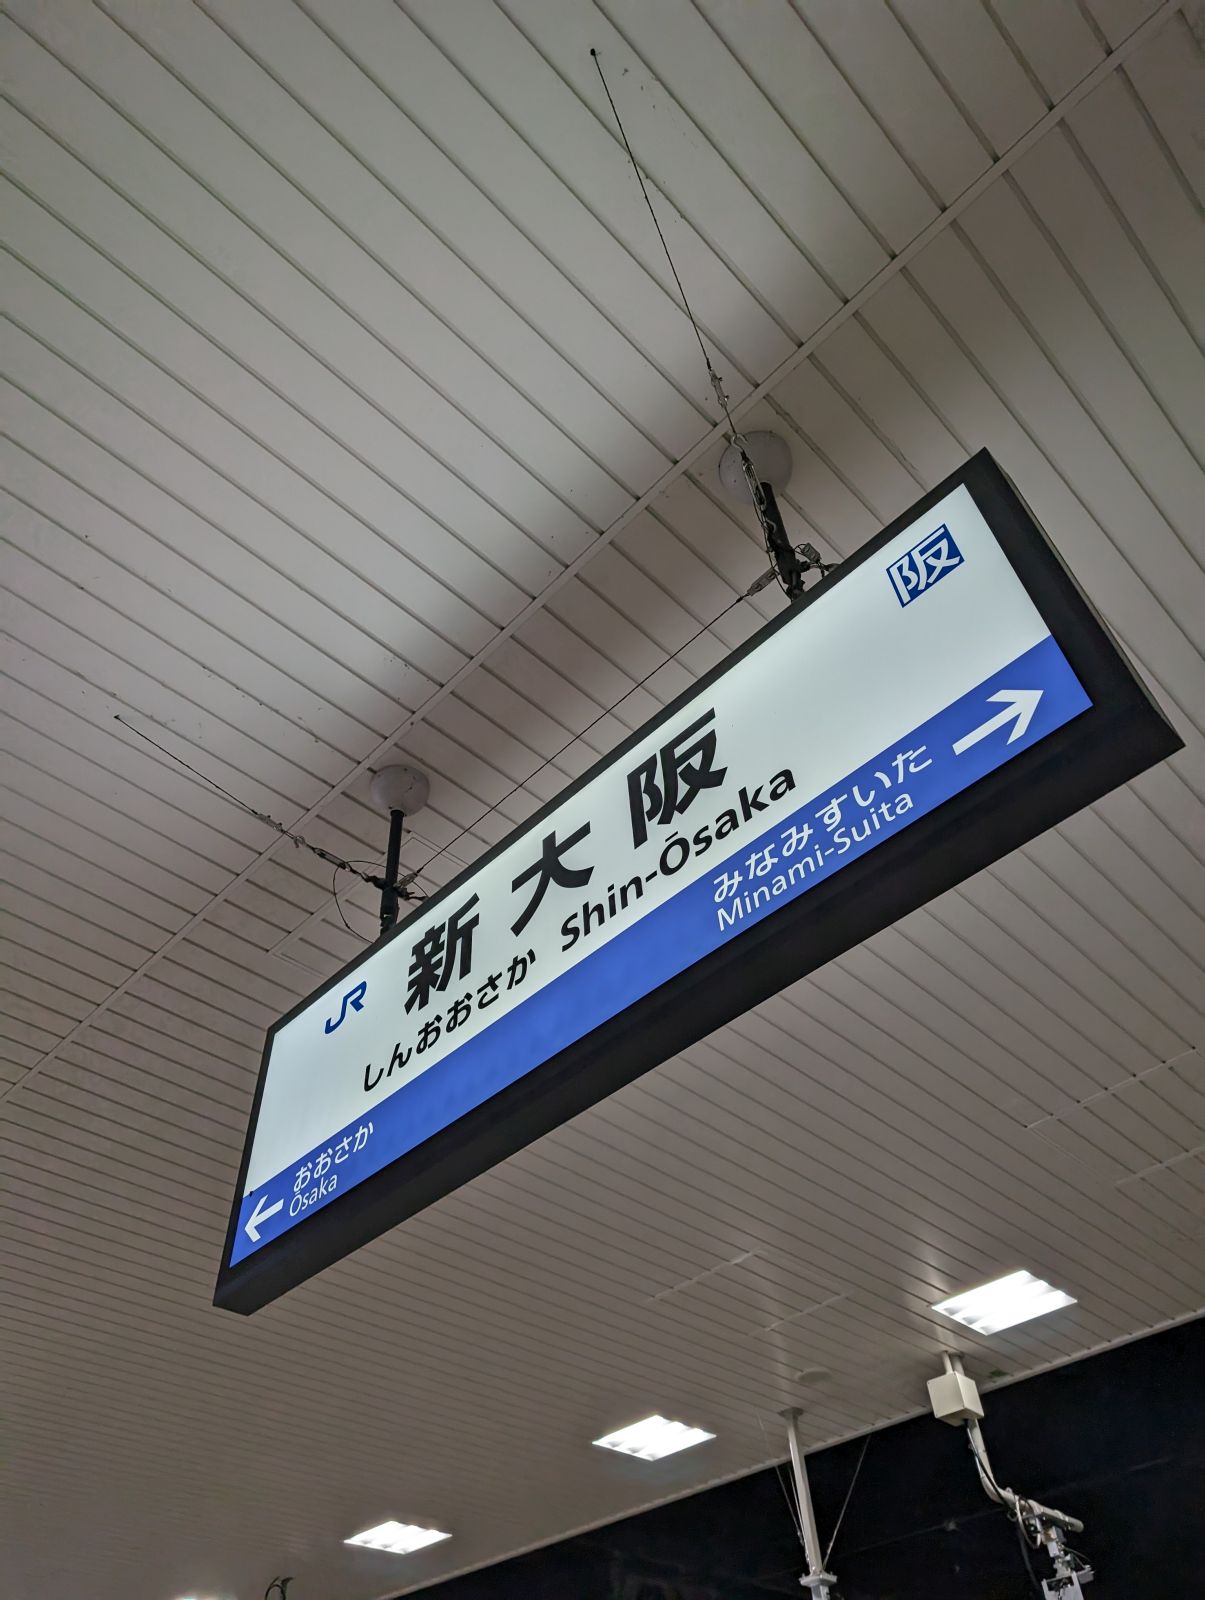 JR
阪
新大阪
しんおおさか Shin-Ōsaka
おおさか
Ōsaka
みなみすいた
Minami-Suita